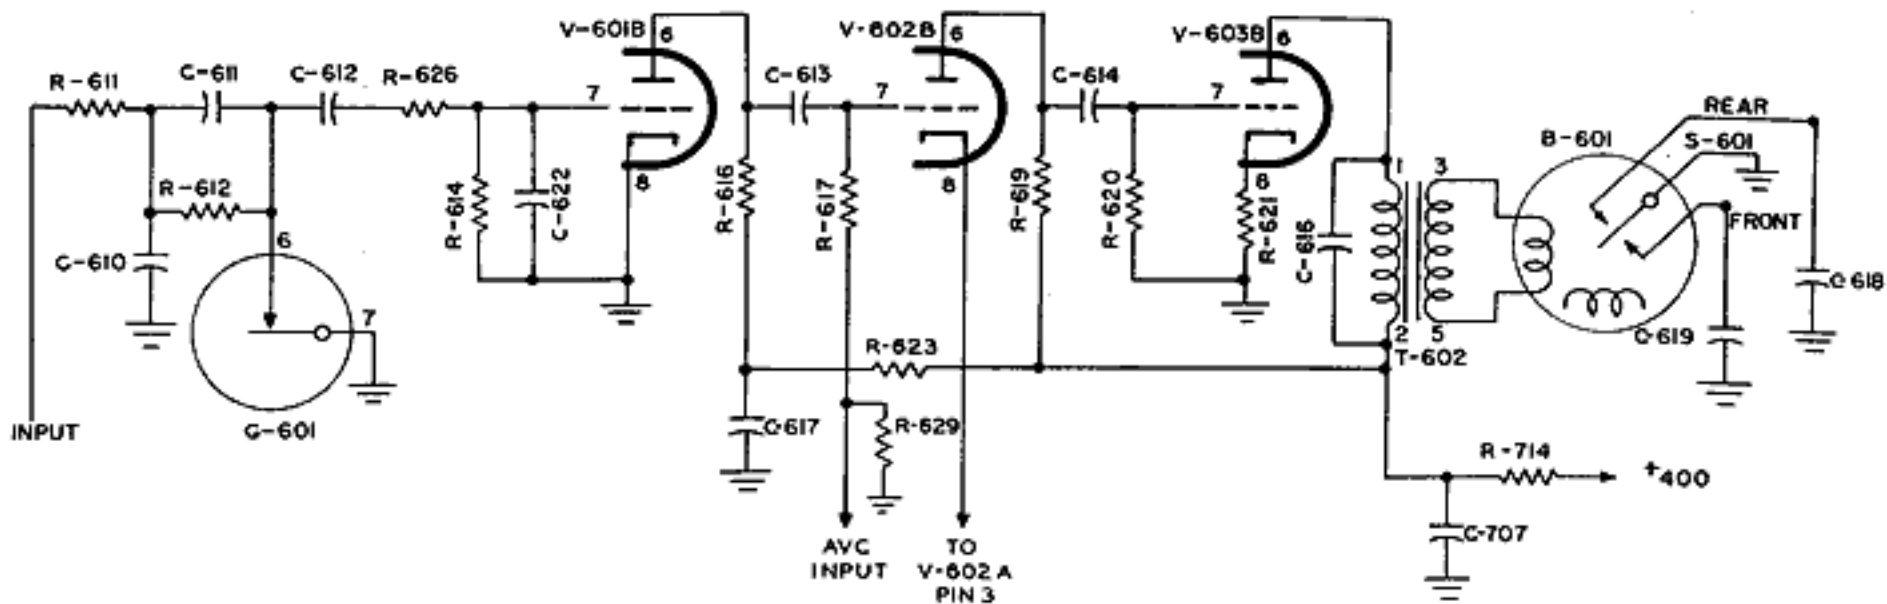 V-601B 6
V-602B 6
V-603B 6
R-611
C-611
C-612
R-626
7
C-613
7
C-614
7
REAR
B-601
S-601
R-612
R-614
C-622
8
R-616
R-617
8
R-619
R-620
8
R-621
C-616
1
3
FRONT
C-610
6
7
G-601
INPUT
2
5
T-602
C-619
C-618
R-623
C-617
R-629
R-714
+400
C-707
AVC
INPUT
TO
V-602A
PIN 3